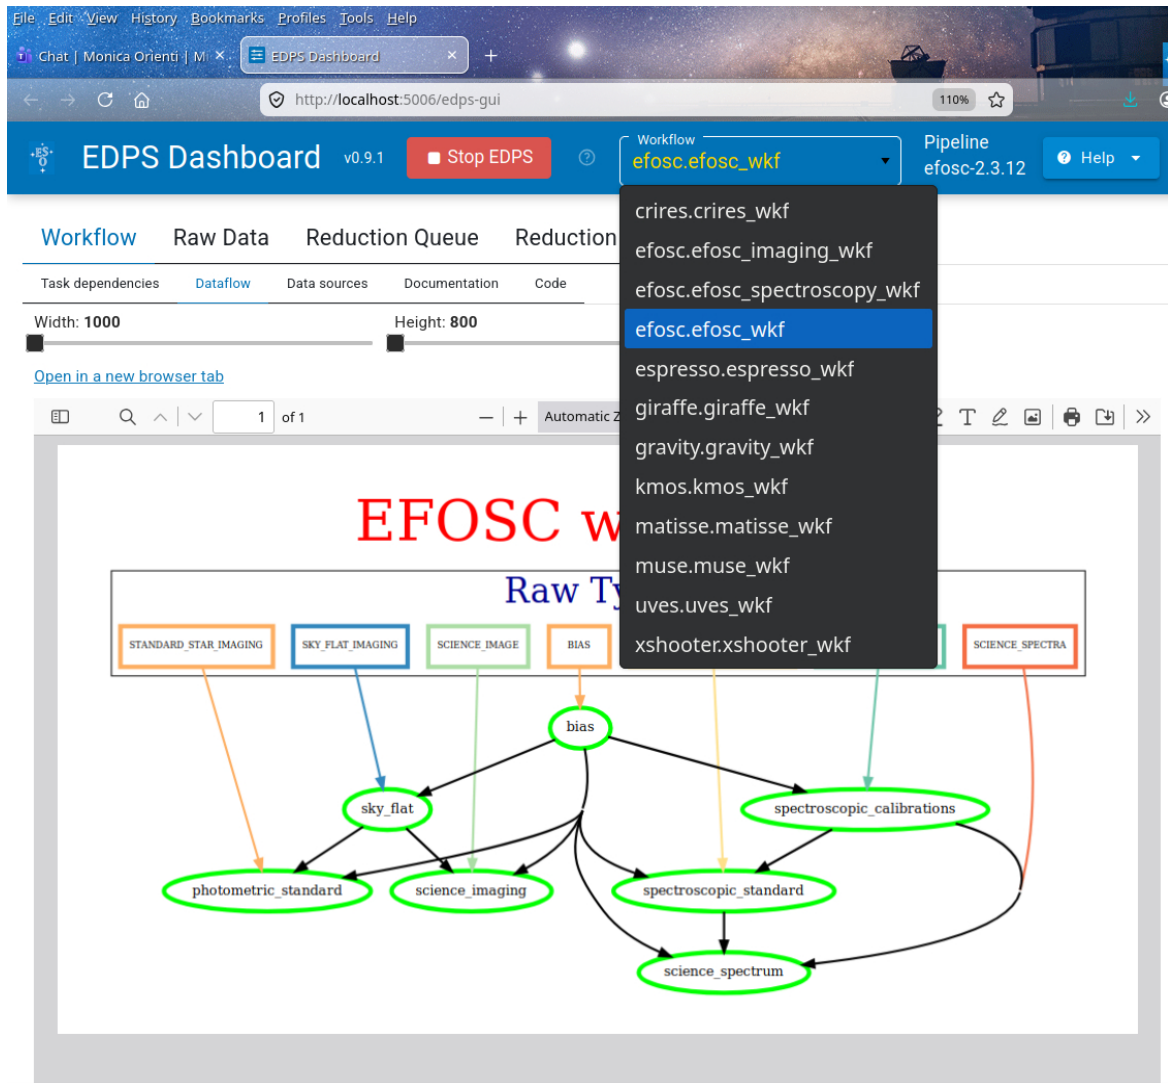 File Edit View History Bookmarks Profiles Tools Help
Chat | Monica Orienti | M
EDPS Dashboard
http://localhost:5006/edps-gui
110%
EDPS Dashboard v0.9.1
Stop EDPS
Workflow
efosc.efosc_wkf
Pipeline
efosc-2.3.12
Help
crires.crires_wkf
efosc.efosc_imaging_wkf
efosc.efosc_spectroscopy_wkf
efosc.efosc_wkf
espresso.espresso_wkf
giraffe.giraffe_wkf
gravity.gravity_wkf
kmos.kmos_wkf
matisse.matisse_wkf
muse.muse_wkf
uves.uves_wkf
xshooter.xshooter_wkf
Workflow Raw Data Reduction Queue Reduction
Task dependencies Dataflow Data sources Documentation Code
Width: 1000 Height: 800
Open in a new browser tab
1 of 1
Automatic Z
EFOSC w
Raw Ty
STANDARD_STAR_IMAGING SKY_FLAT_IMAGING SCIENCE_IMAGE BIAS SCIENCE_SPECTRA
bias
sky_flat spectroscopic_calibrations
photometric_standard science_imaging spectroscopic_standard
science_spectrum